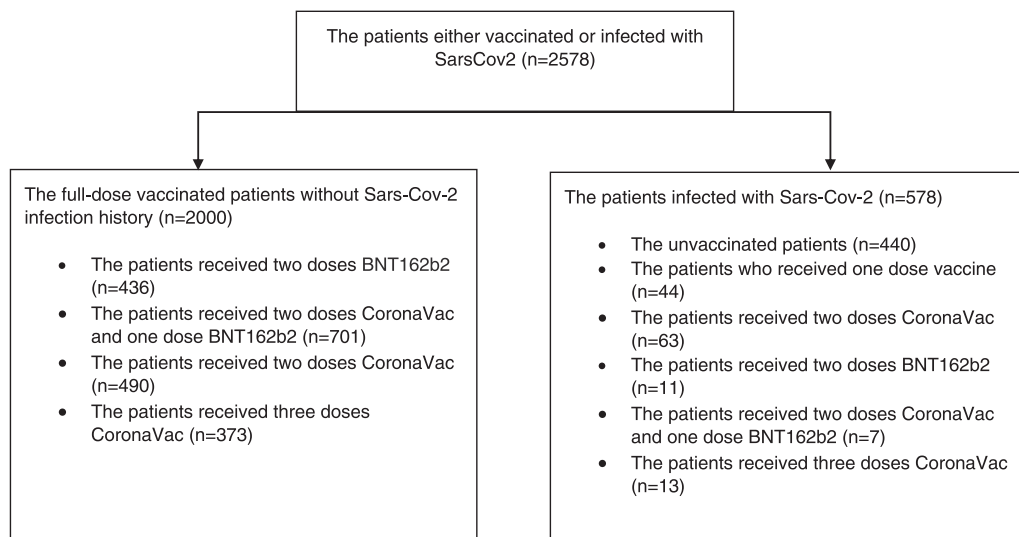 The patients either vaccinated or infected with
SarsCov2 (n=2578)
The full-dose vaccinated patients without Sars-Cov-2
infection history (n=2000)
• The patients received two doses BNT162b2
(n=436)
• The patients received two doses CoronaVac
and one dose BNT162b2 (n=701)
• The patients received two doses CoronaVac
(n=490)
• The patients received three doses
CoronaVac (n=373)
The patients infected with Sars-Cov-2 (n=578)
• The unvaccinated patients (n=440)
• The patients who received one dose vaccine
(n=44)
• The patients received two doses CoronaVac
(n=63)
• The patients received two doses BNT162b2
(n=11)
• The patients received two doses CoronaVac
and one dose BNT162b2 (n=7)
• The patients received three doses CoronaVac
(n=13)